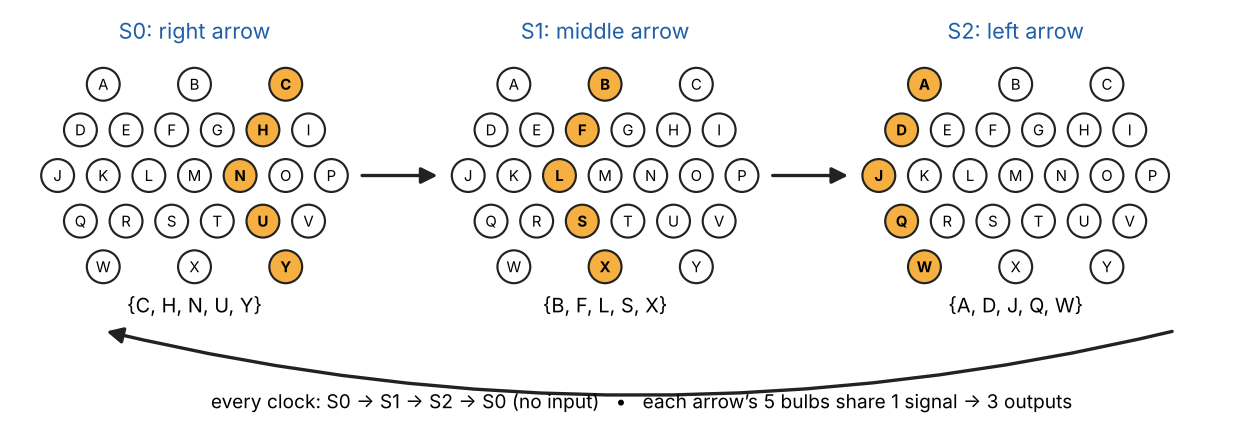 S0: right arrow S1: middle arrow S2: left arrow
A B C A B C A B C
D E F G H I D E F G H I D E F G H I
J K L M N O P J K L M N O P J K L M N O P
Q R S T U V Q R S T U V Q R S T U V
W X Y W X Y W X Y
{C, H, N, U, Y} {B, F, L, S, X} {A, D, J, Q, W}
every clock: S0 → S1 → S2 → S0 (no input) • each arrow’s 5 bulbs share 1 signal → 3 outputs